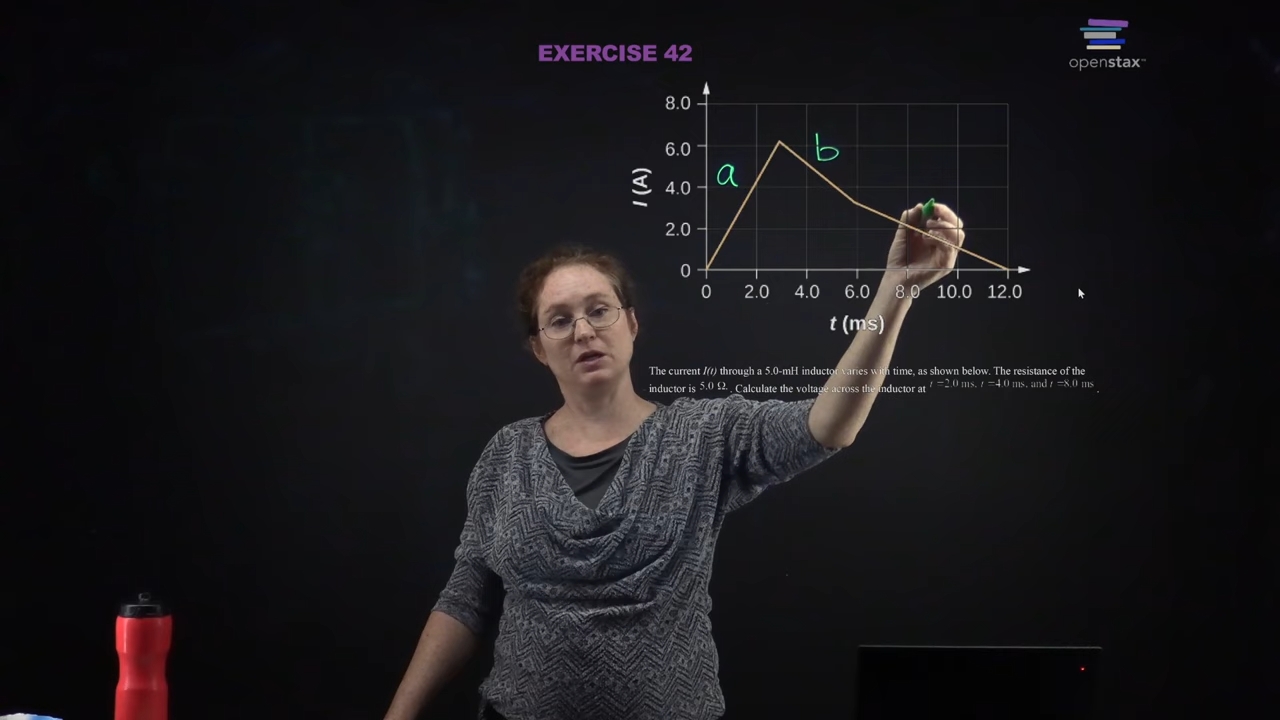 EXERCISE 42
openstax™
8.0
6.0
4.0
2.0
0
I (A)
a
b
0 2.0 4.0 6.0 8.0 10.0 12.0
t (ms)
The current I(t) through a 5.0-mH inductor varies with time, as shown below. The resistance of the
inductor is 5.0 Ω. . Calculate the voltage across the inductor at t =2.0 ms, t =4.0 ms, and t =8.0 ms .